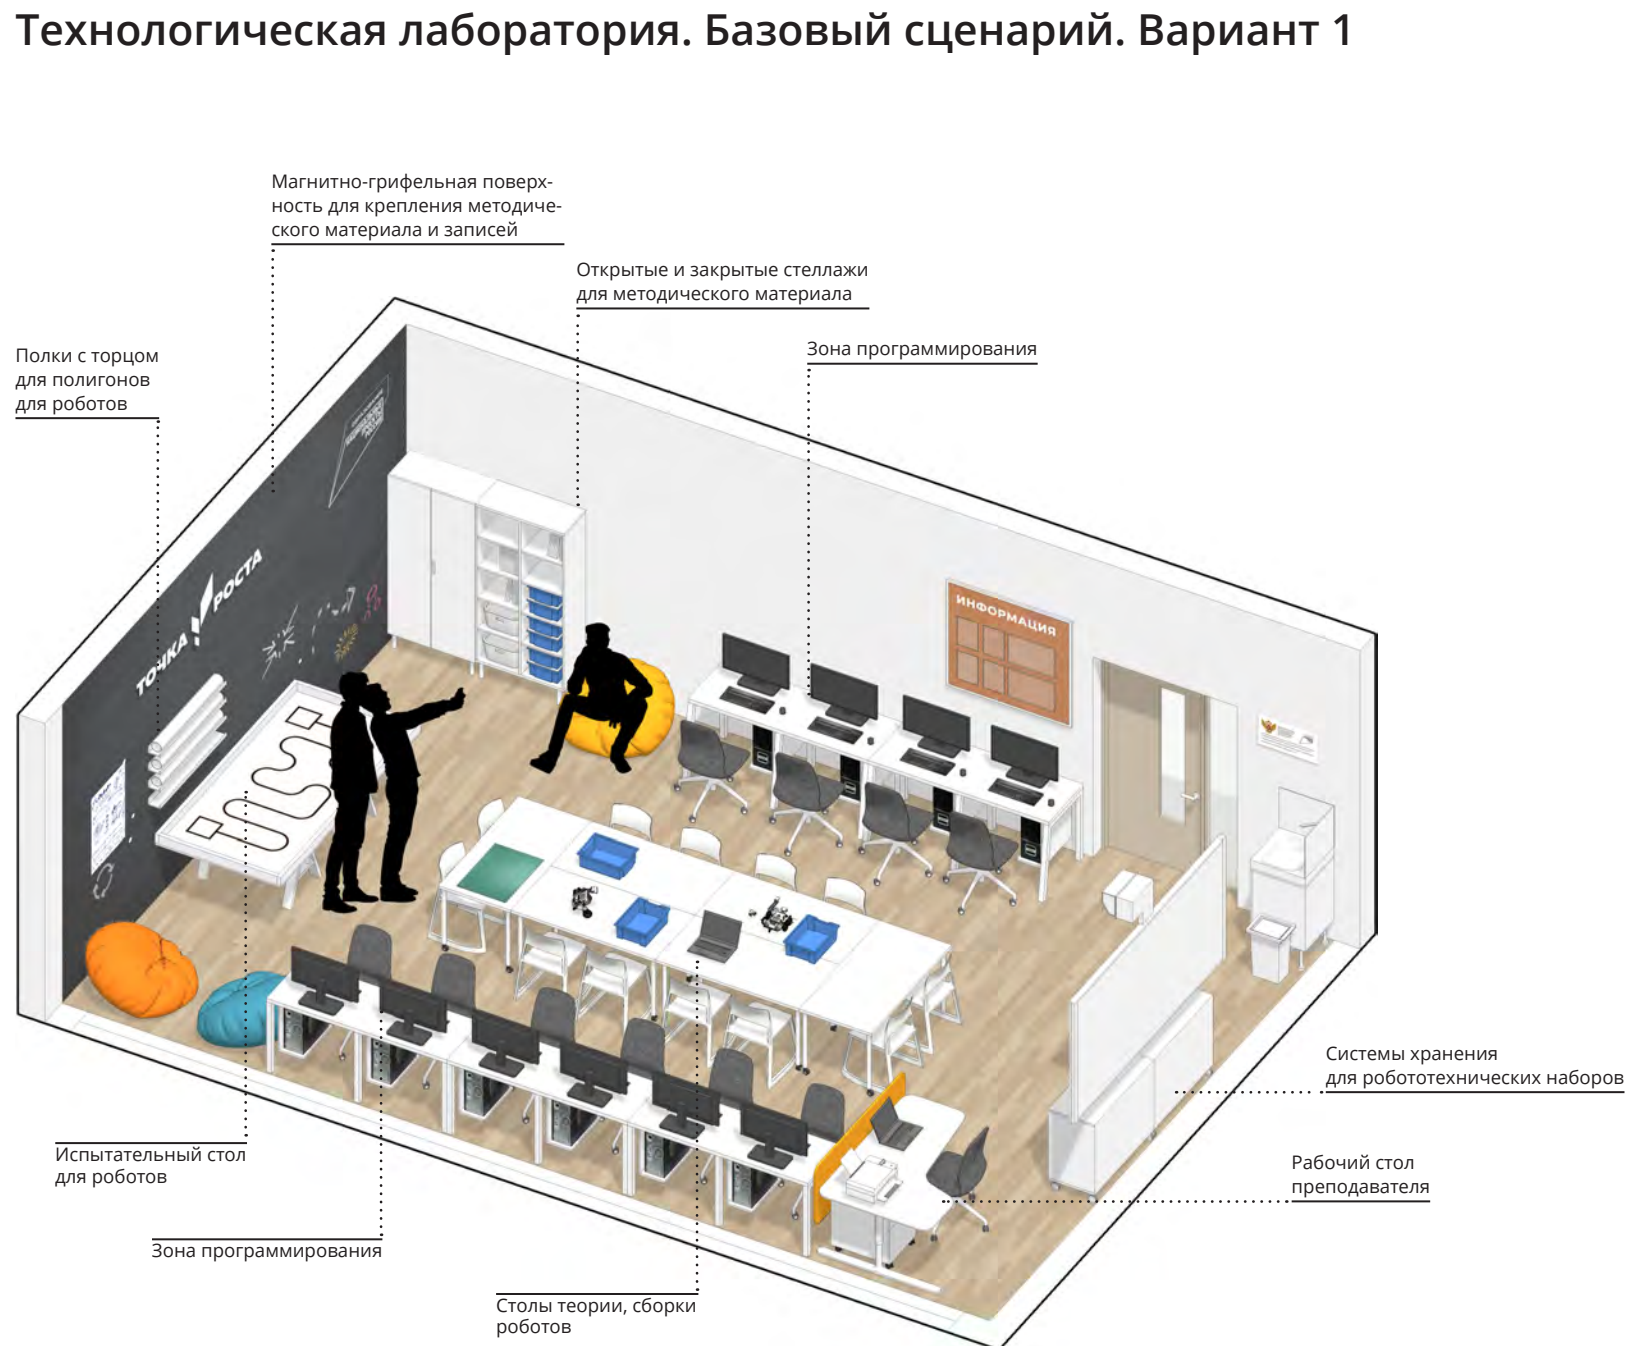 Технологическая лаборатория. Базовый сценарий. Вариант 1
Магнитно-грифельная поверх-
ность для крепления методиче-
ского материала и записей
Открытые и закрытые стеллажи
для методического материала
Зона программирования
Полки с торцом
для полигонов
для роботов
ТОЧКА РОСТА
ИНФОРМАЦИЯ
Системы хранения
для робототехнических наборов
Испытательный стол
для роботов
Рабочий стол
преподавателя
Зона программирования
Столы теории, сборки
роботов